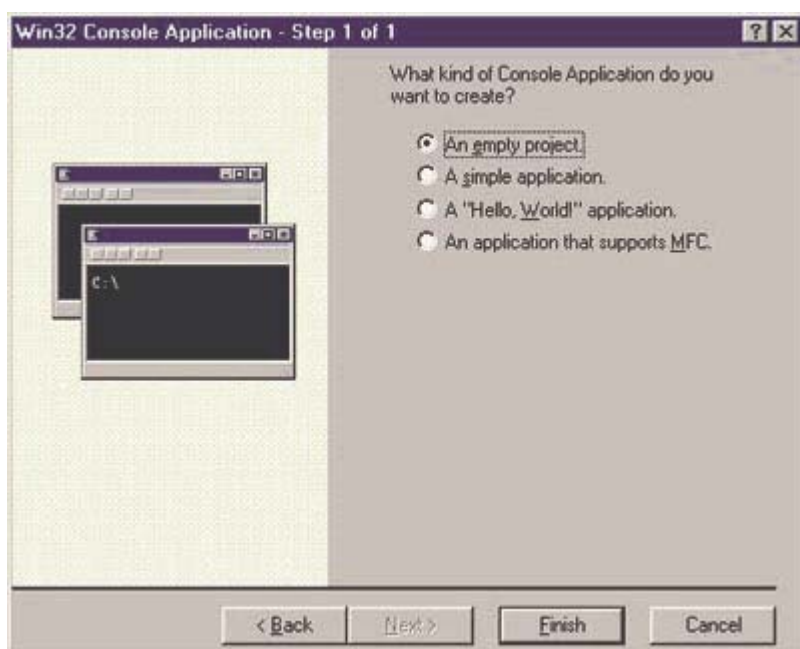 Win32 Console Application - Step 1 of 1
What kind of Console Application do you
want to create?
An empty project.
A simple application.
A "Hello, World!" application.
An application that supports MFC.
C:\
< Back
Next >
Finish
Cancel